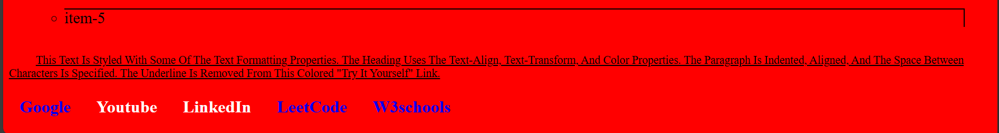 item-5
This Text Is Styled With Some Of The Text Formatting Properties. The Heading Uses The Text-Align, Text-Transform, And Color Properties. The Paragraph Is Indented, Aligned, And The Space Between
Characters Is Specified. The Underline Is Removed From This Colored "Try It Yourself" Link.
Google Youtube LinkedIn LeetCode W3schools